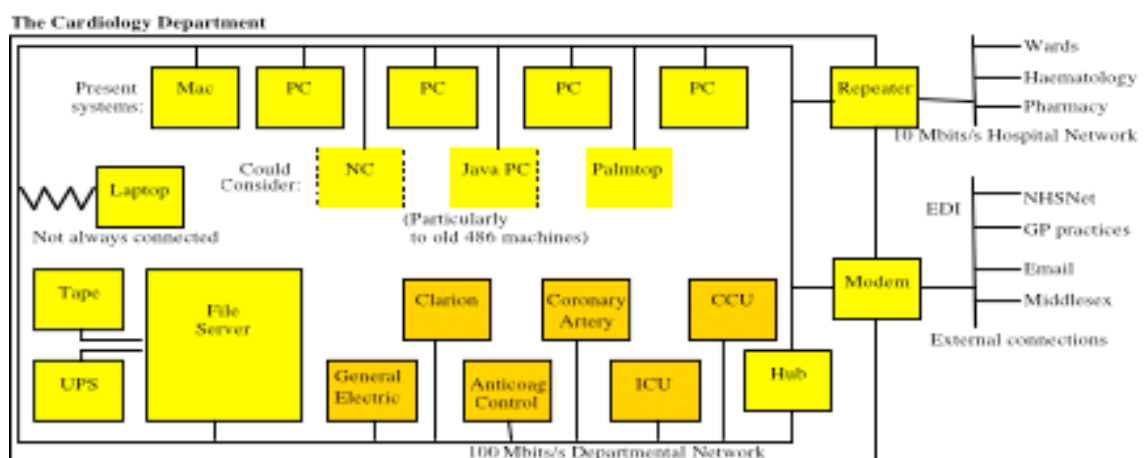 The Cardiology Department
Present
systems:
Mac
PC
PC
PC
PC
Repeater
Wards
Haematology
Pharmacy
10 Mbits/s Hospital Network
Could
Consider:
NC
Java PC
Palmtop
(Particularly
to old 486 machines)
Laptop
Not always connected
EDI
NHSNet
GP practices
Email
Middlesex
External connections
Modem
Tape
UPS
File
Server
Clarion
Coronary
Artery
CCU
General
Electric
Anticoag
Control
ICU
Hub
100 Mbits/s Departmental Network